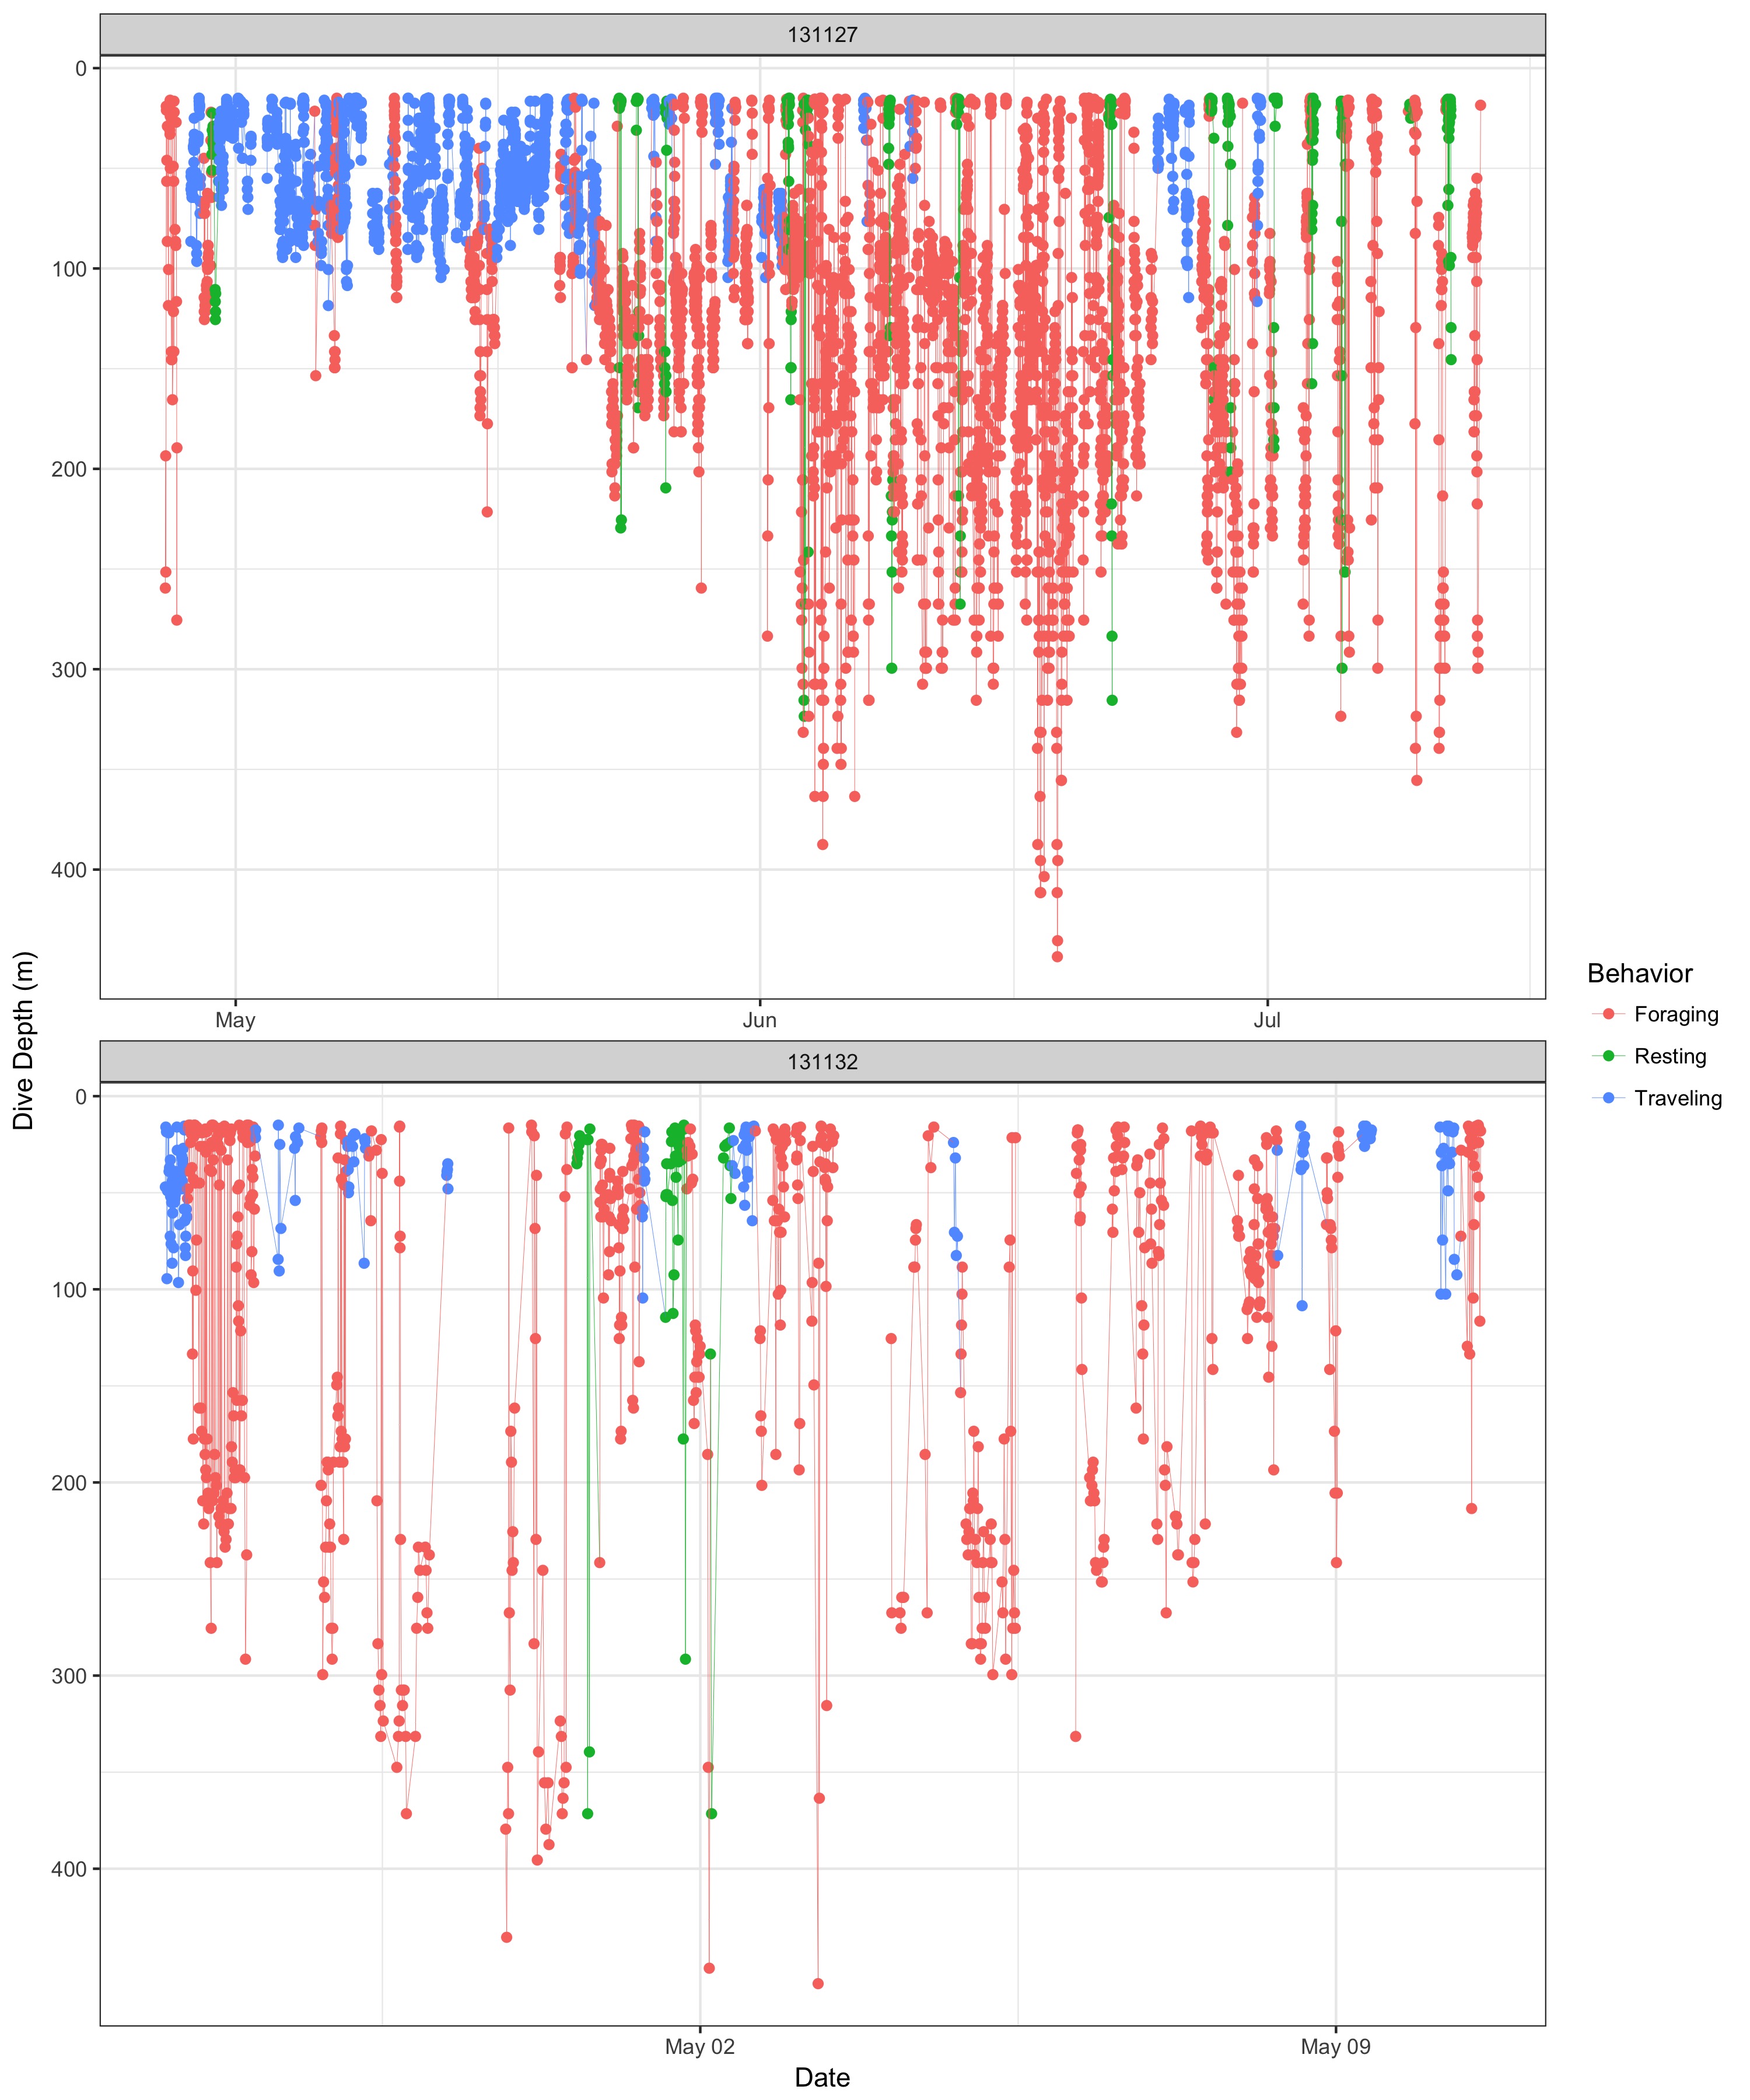 131127
0
100
200
300
400
May
Jun
Jul
Dive Depth (m)
131132
0
100
200
300
400
May 02
May 09
Date
Behavior
Foraging
Resting
Traveling